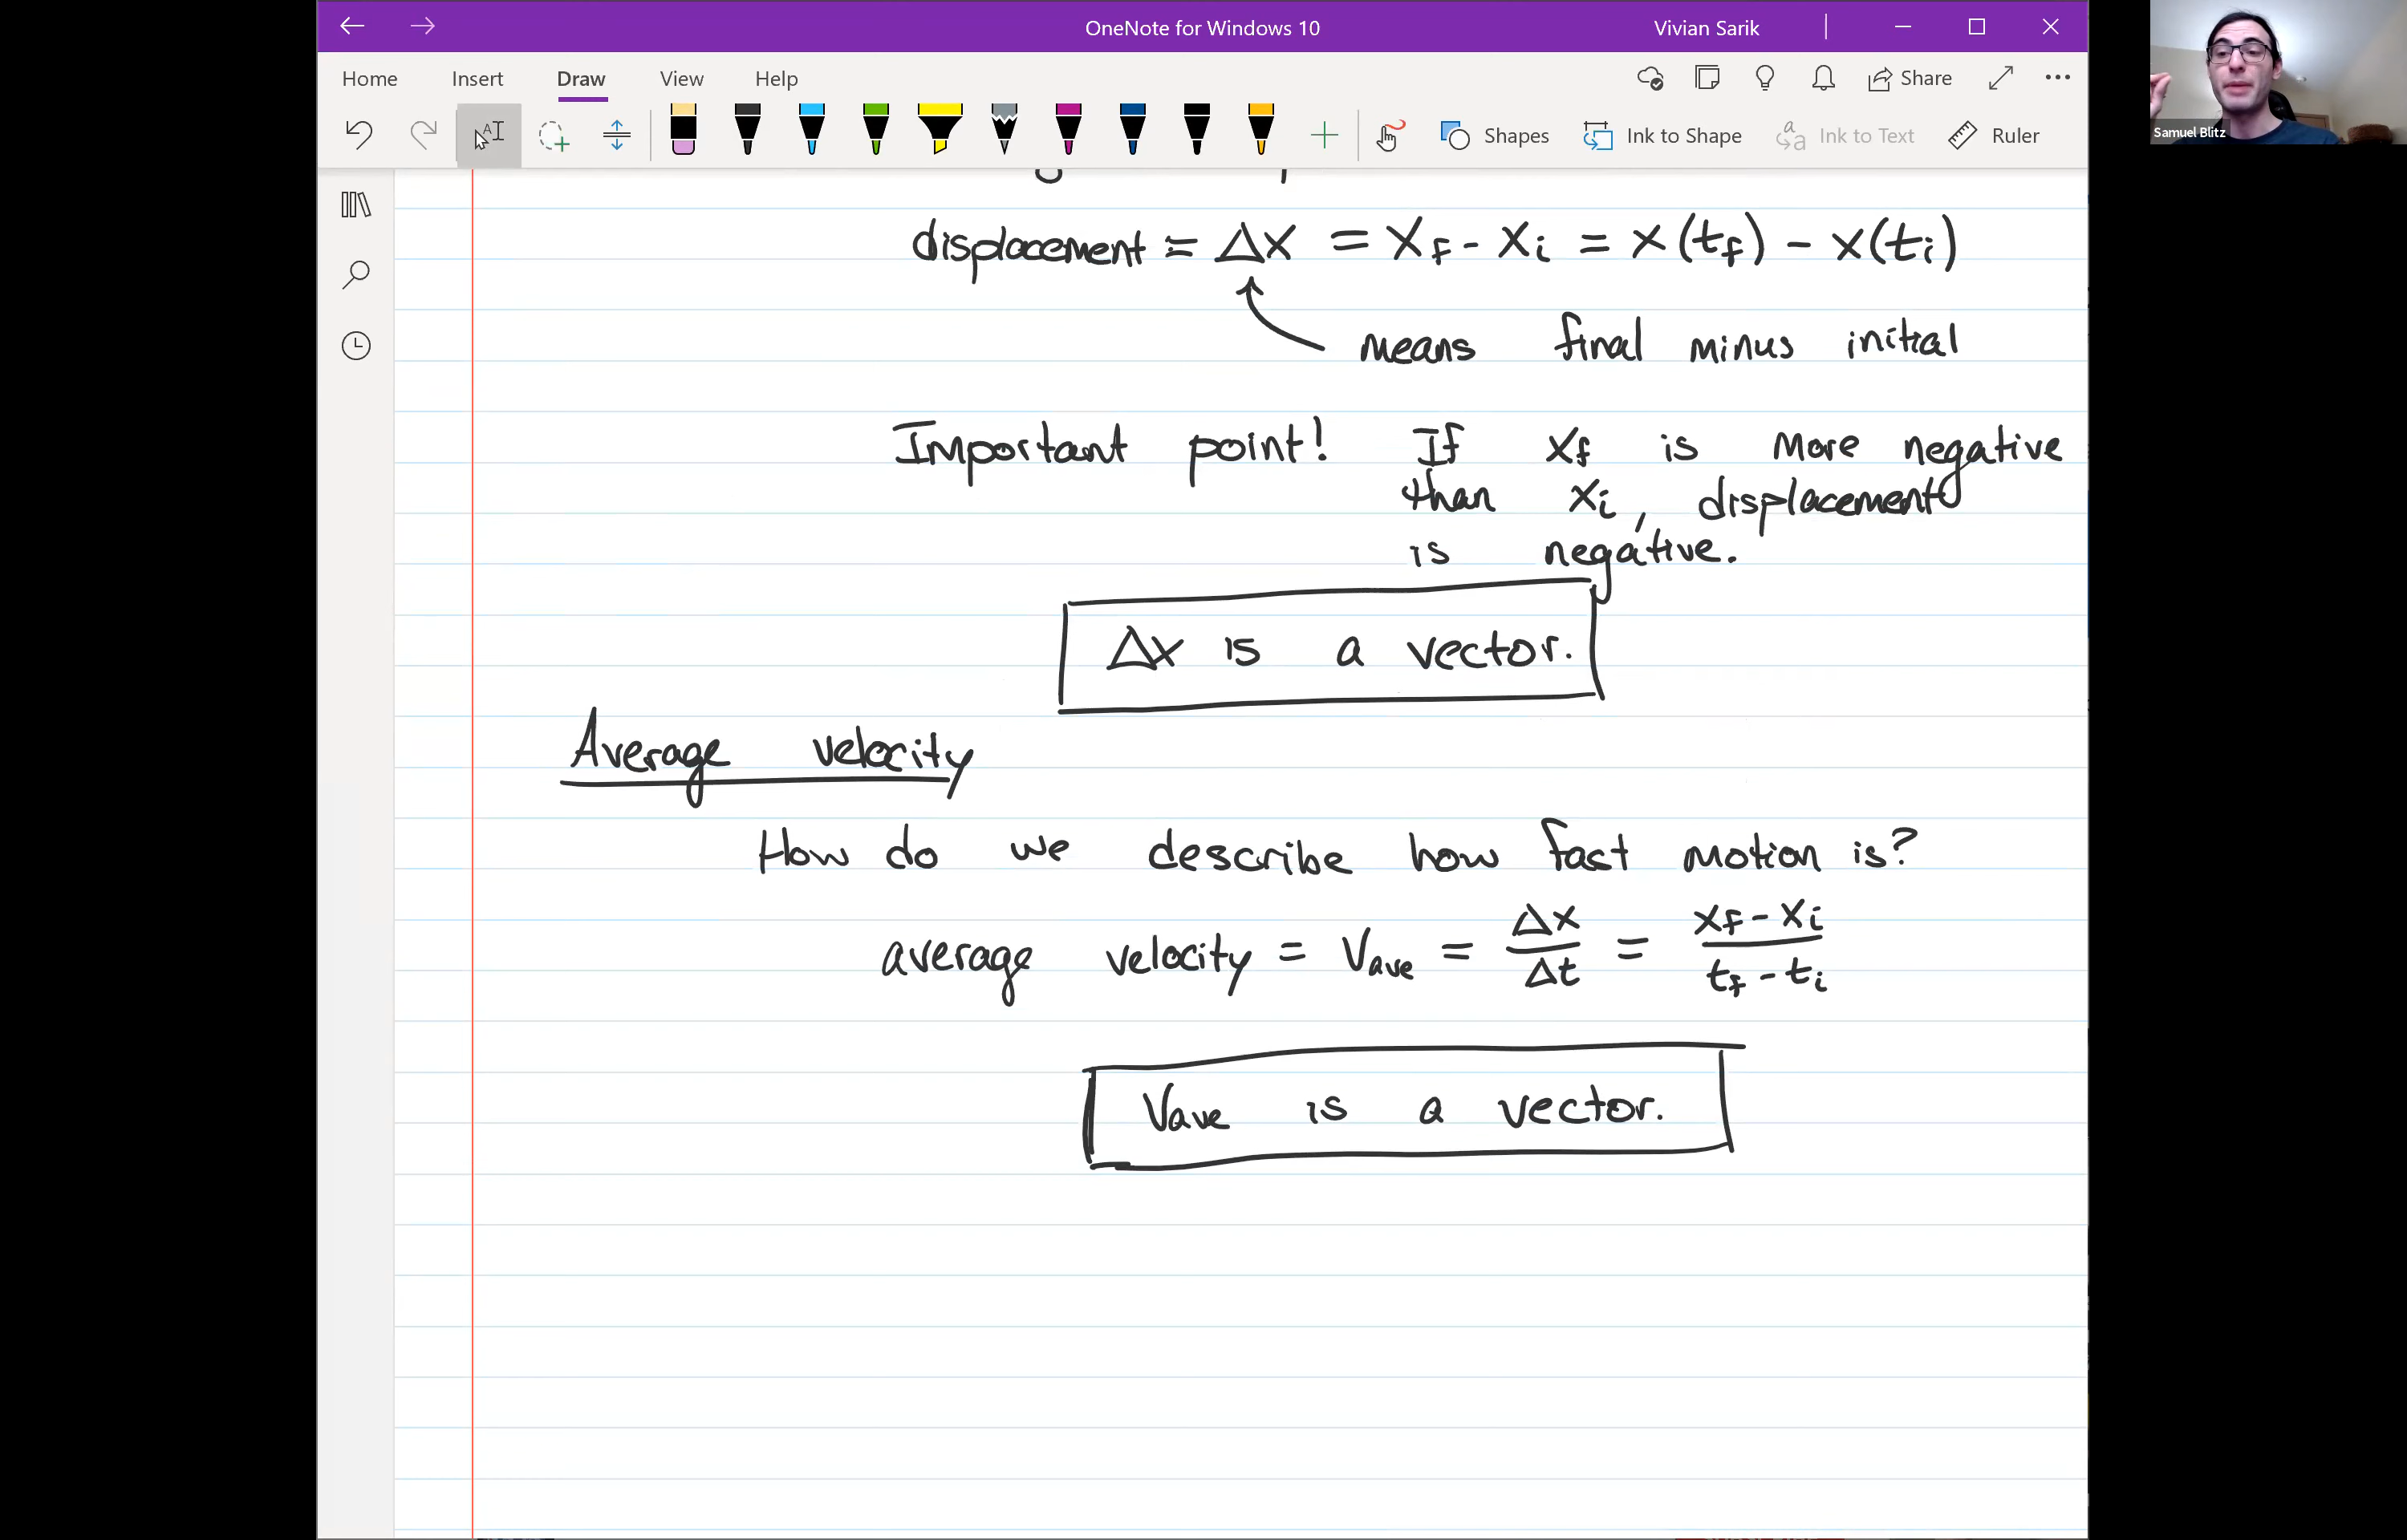 OneNote for Windows 10
Vivian Sarik
Home Insert Draw View Help
Share
Shapes Ink to Shape Ink to Text Ruler
Samuel Blitz
displacement = Δx = xf - xi = x(tf) - x(ti)
means final minus initial
Important point! If xf is more negative
than xi, displacement
is negative.
Δx is a vector.
Average velocity
How do we describe how fast motion is?
average velocity = Vave = Δx/Δt = xf - xi/tf - ti
Vave is a vector.